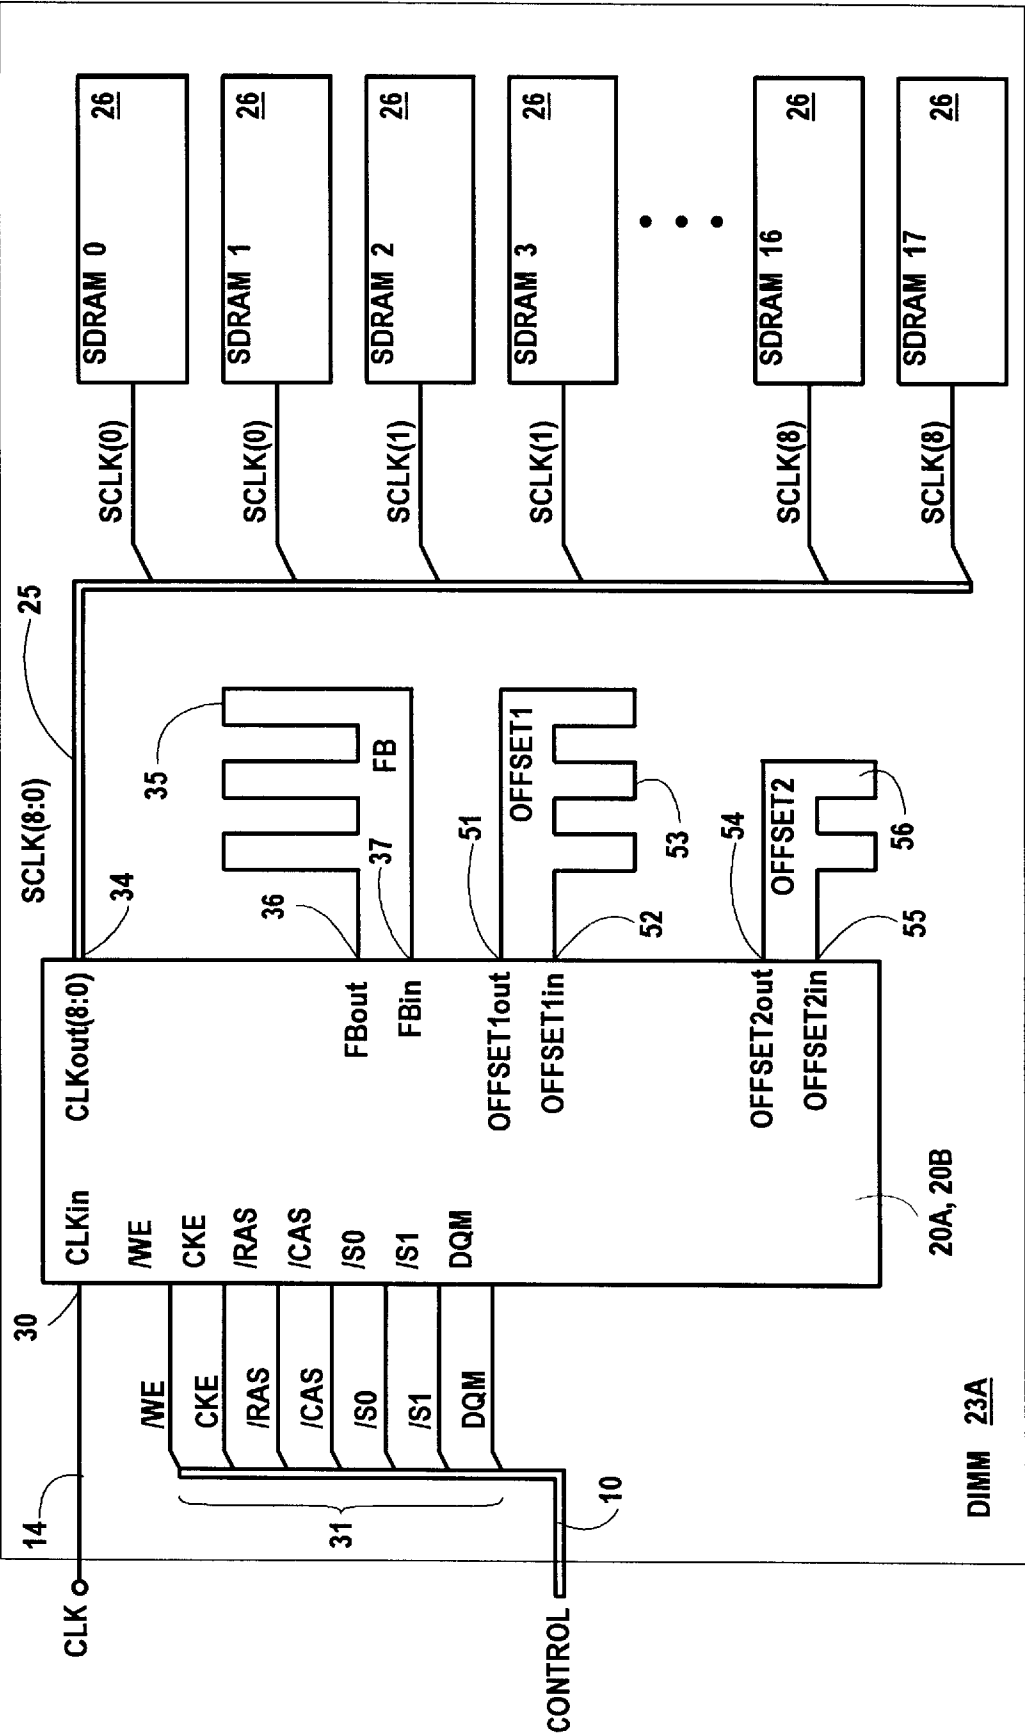 CLK
14
30
CLKin
CLKout(8:0)
34
SCLK(8:0)
25
CONTROL
10
31
/WE
CKE
/RAS
/CAS
/S0
/S1
DQM
/WE
CKE
/RAS
/CAS
/S0
/S1
DQM
FBout
FBin
OFFSET1out
OFFSET1in
OFFSET2out
OFFSET2in
36
37
FB
35
51
52
OFFSET1
53
54
55
OFFSET2
56
SCLK(0)
SDRAM 0
26
SCLK(0)
SDRAM 1
26
SCLK(1)
SDRAM 2
26
SCLK(1)
SDRAM 3
26
SCLK(8)
SDRAM 16
26
SCLK(8)
SDRAM 17
26
20A, 20B
DIMM 23A